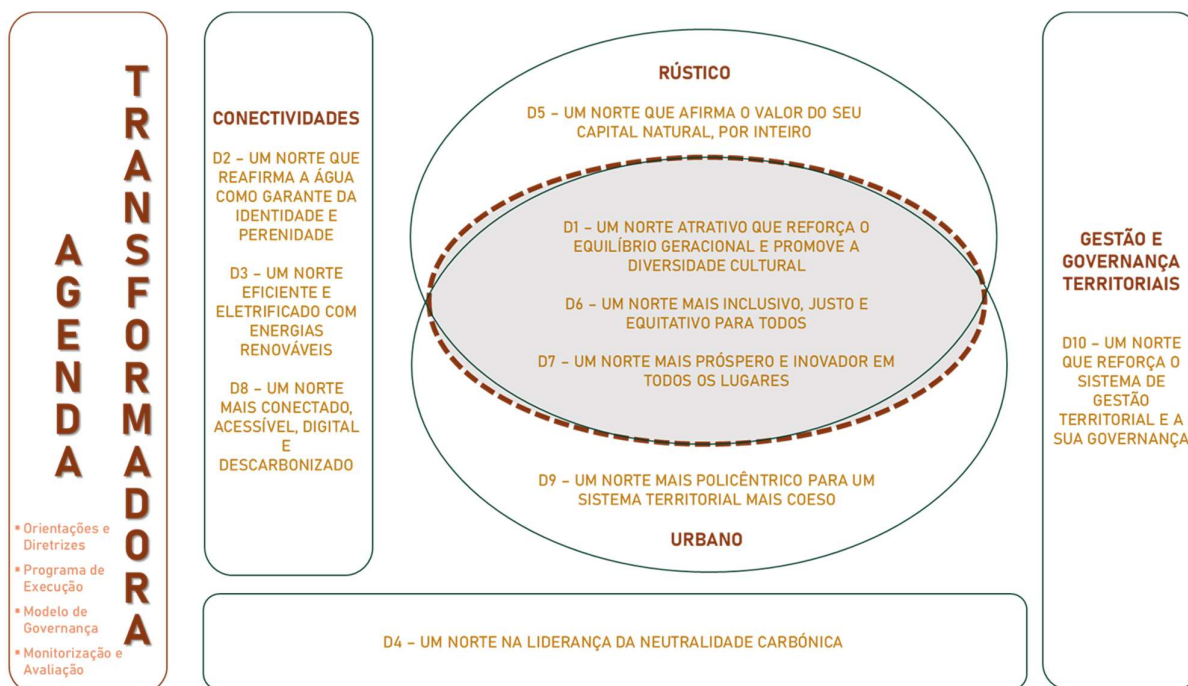 AGENDA
TRANSFORMADORA
▪ Orientações e
Diretrizes
▪ Programa de
Execução
▪ Modelo de
Governança
▪ Monitorização e
Avaliação
CONECTIVIDADES
D2 – UM NORTE QUE
REAFIRMA A ÁGUA
COMO GARANTE DA
IDENTIDADE E
PERENIDADE
D3 – UM NORTE
EFICIENTE E
ELETRIFICADO COM
ENERGIAS
RENOVÁVEIS
D8 – UM NORTE
MAIS CONECTADO,
ACESSÍVEL, DIGITAL
E
DESCARBONIZADO
RÚSTICO
D5 – UM NORTE QUE AFIRMA O VALOR DO SEU
CAPITAL NATURAL, POR INTEIRO
D1 – UM NORTE ATRATIVO QUE REFORÇA O
EQUILÍBRIO GERACIONAL E PROMOVE A
DIVERSIDADE CULTURAL
D6 – UM NORTE MAIS INCLUSIVO, JUSTO E
EQUITATIVO PARA TODOS
D7 – UM NORTE MAIS PRÓSPERO E INOVADOR EM
TODOS OS LUGARES
D9 – UM NORTE MAIS POLICÊNTRICO PARA UM
SISTEMA TERRITORIAL MAIS COESO
URBANO
GESTÃO E
GOVERNANÇA
TERRITORIAIS
D10 – UM NORTE
QUE REFORÇA O
SISTEMA DE
GESTÃO
TERRITORIAL E A
SUA GOVERNANÇA
D4 – UM NORTE NA LIDERANÇA DA NEUTRALIDADE CARBÓNICA